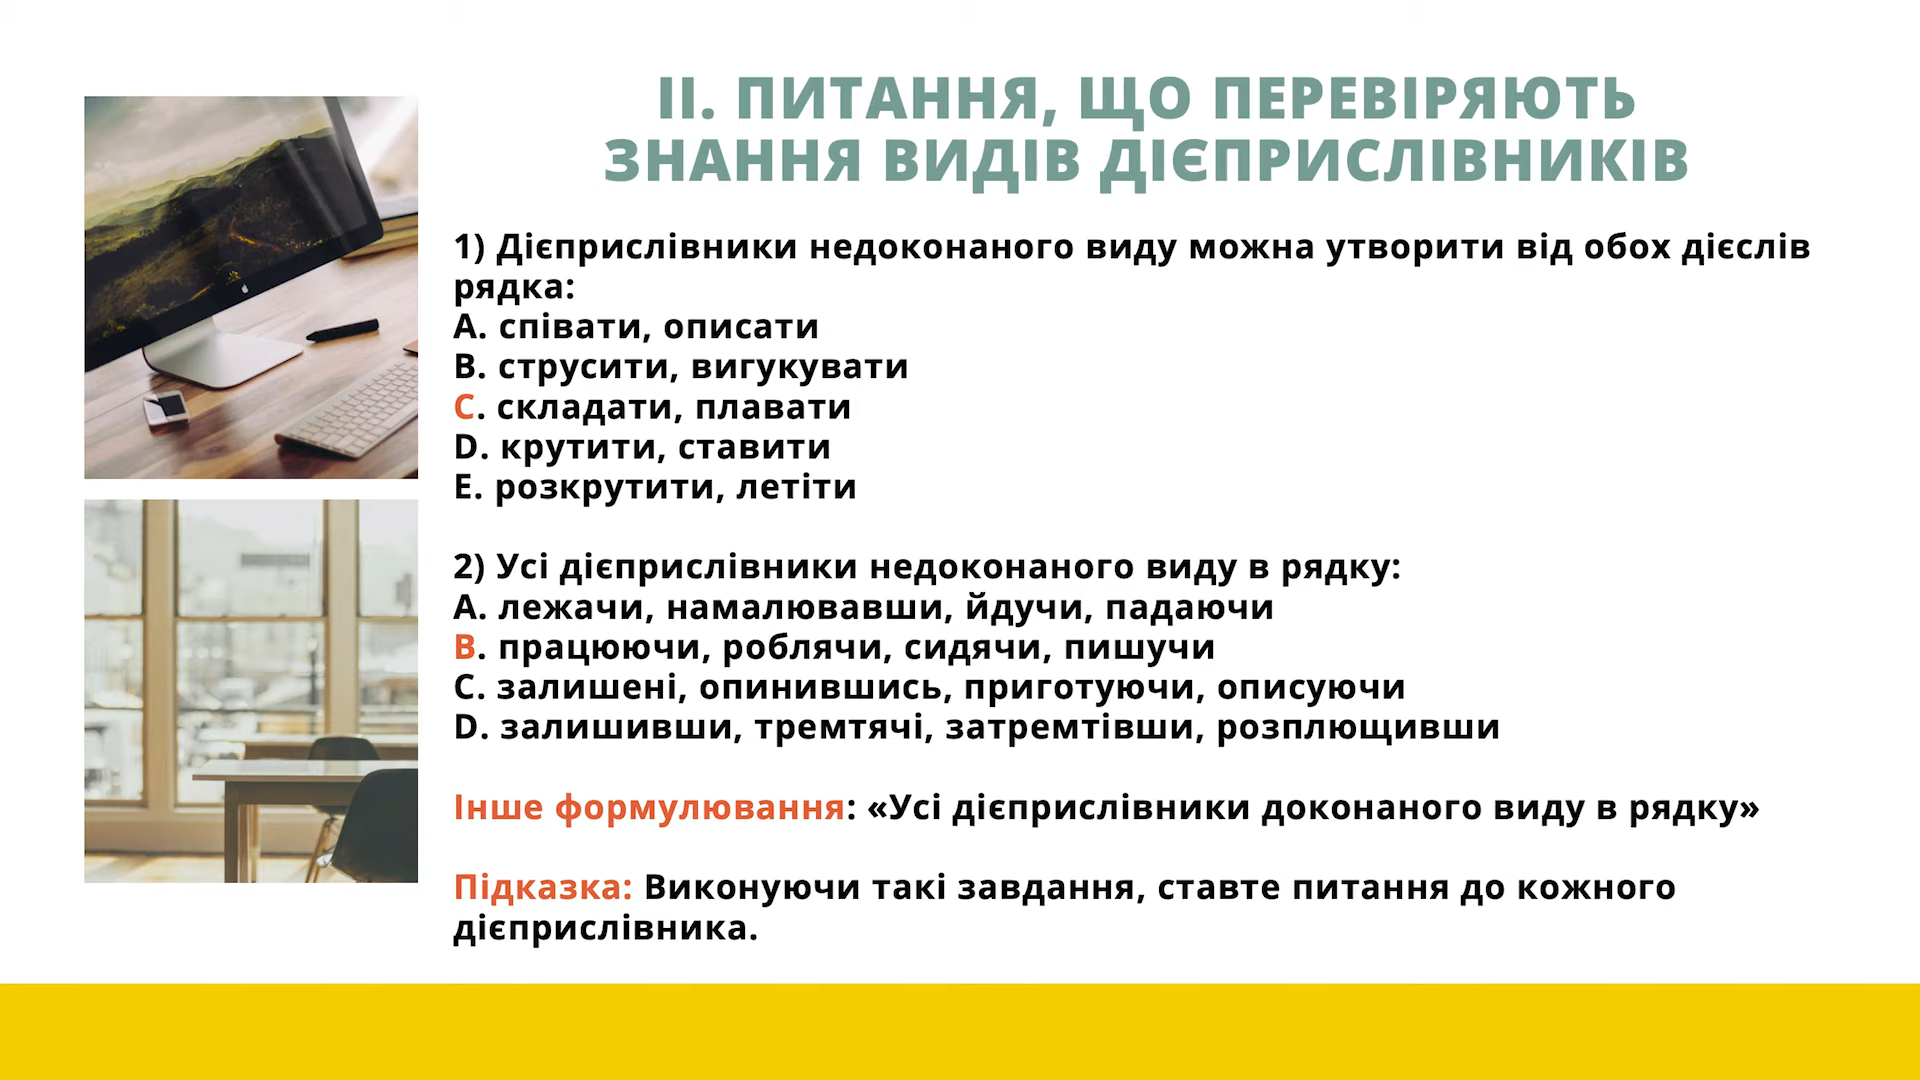 ІІ. ПИТАННЯ, ЩО ПЕРЕВІРЯЮТЬ
ЗНАННЯ ВИДІВ ДІЄПРИСЛІВНИКІВ
1) Дієприслівники недоконаного виду можна утворити від обох дієслів
рядка:
A. співати, описати
B. струсити, вигукувати
C. складати, плавати
D. крутити, ставити
E. розкрутити, летіти
2) Усі дієприслівники недоконаного виду в рядку:
A. лежачи, намалювавши, йдучи, падаючи
B. працюючи, роблячи, сидячи, пишучи
C. залишені, опинившись, приготуючи, описуючи
D. залишивши, тремтячі, затремтівши, розплющивши
Інше формулювання: «Усі дієприслівники доконаного виду в рядку»
Підказка: Виконуючи такі завдання, ставте питання до кожного
дієприслівника.